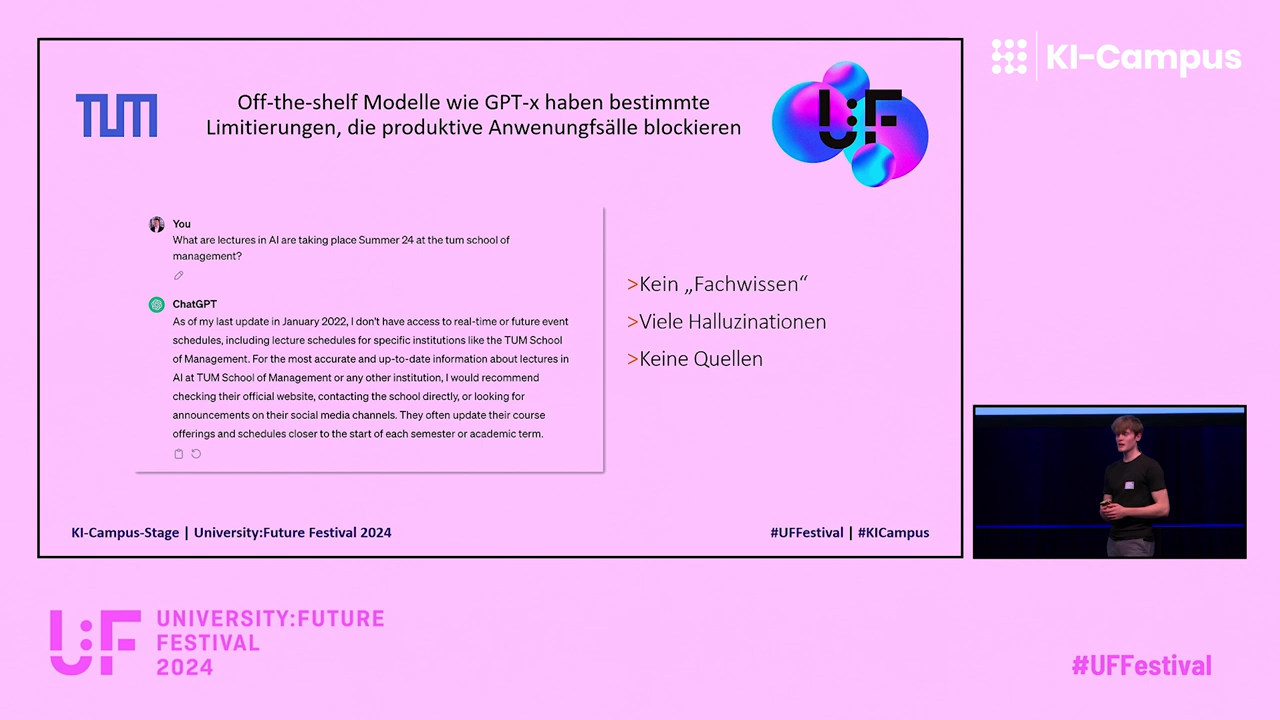 KI-Campus
TUM
Off-the-shelf Modelle wie GPT-x haben bestimmte
Limitierungen, die produktive Anwenungfsälle blockieren
U:F
You
What are lectures in AI are taking place Summer 24 at the tum school of
management?
ChatGPT
As of my last update in January 2022, I don't have access to real-time or future event
schedules, including lecture schedules for specific institutions like the TUM School
of Management. For the most accurate and up-to-date information about lectures in
AI at TUM School of Management or any other institution, I would recommend
checking their official website, contacting the school directly, or looking for
announcements on their social media channels. They often update their course
offerings and schedules closer to the start of each semester or academic term.
>Kein „Fachwissen“
>Viele Halluzinationen
>Keine Quellen
KI-Campus-Stage | University:Future Festival 2024
#UFFestival | #KICampus
U:F
UNIVERSITY:FUTURE
FESTIVAL
2024
#UFFestival